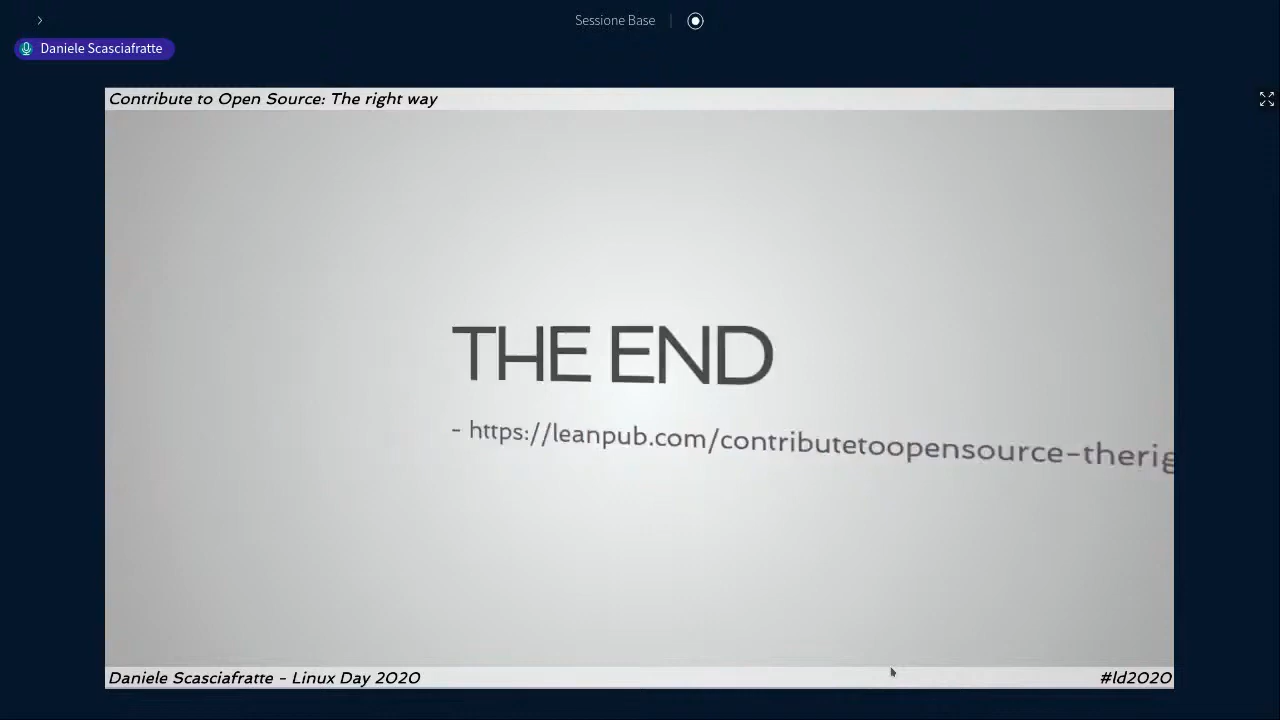 Sessione Base
Daniele Scasciafratte
Contribute to Open Source: The right way
THE END
- https://leanpub.com/contributetoopensource-therig
Daniele Scasciafratte - Linux Day 2020
#ld2020